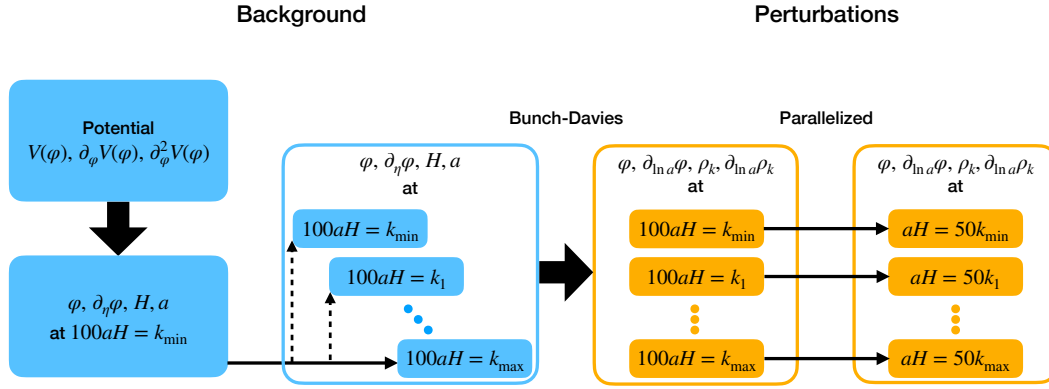 Background
Perturbations
Potential
V(φ), ∂_φV(φ), ∂²_φV(φ)
φ, ∂_ηφ, H, a
at 100aH = k_min
φ, ∂_ηφ, H, a
at
100aH = k_min
100aH = k_1
100aH = k_max
Bunch-Davies
Parallelized
φ, ∂_{ln a}φ, ρ_k, ∂_{ln a}ρ_k
at
100aH = k_min
100aH = k_1
100aH = k_max
φ, ∂_{ln a}φ, ρ_k, ∂_{ln a}ρ_k
at
aH = 50k_min
aH = 50k_1
aH = 50k_max